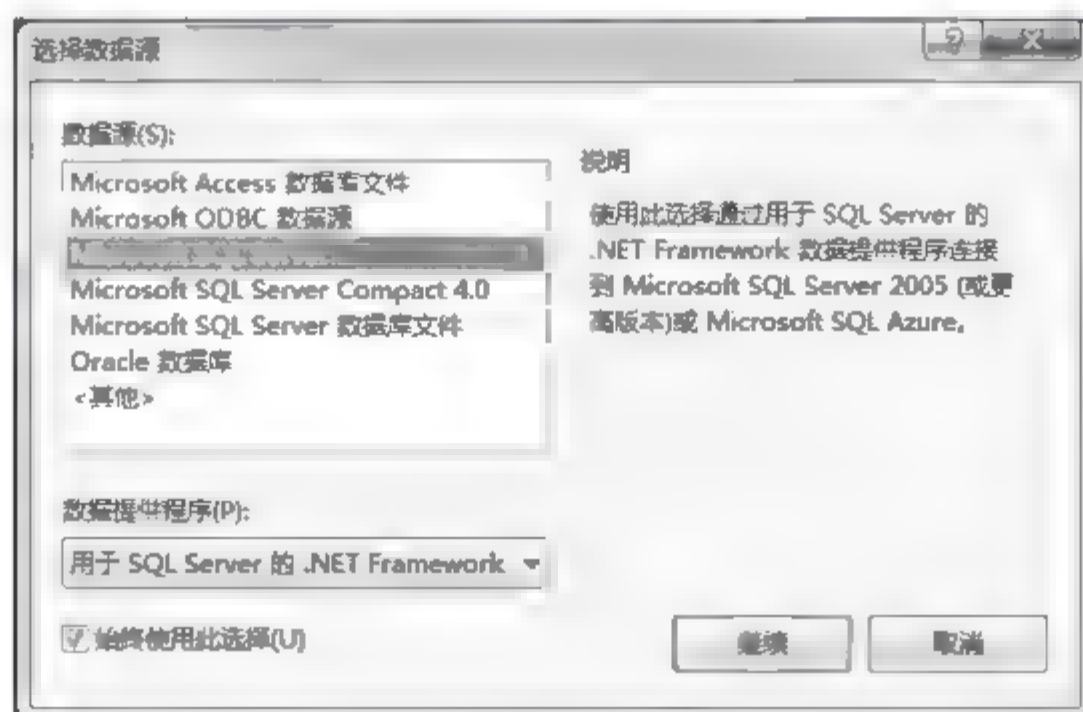 选择数据源
数据源(S):
Microsoft Access 数据库文件
Microsoft ODBC 数据源
Microsoft SQL Server Compact 4.0
Microsoft SQL Server 数据库文件
Oracle 数据库
<其他>
说明
使用此选择通过用于 SQL Server 的
.NET Framework 数据提供程序连接
到 Microsoft SQL Server 2005 (或更
高版本)或 Microsoft SQL Azure。
数据提供程序(P):
用于 SQL Server 的 .NET Framework
始终使用此选择(U)
继续
取消